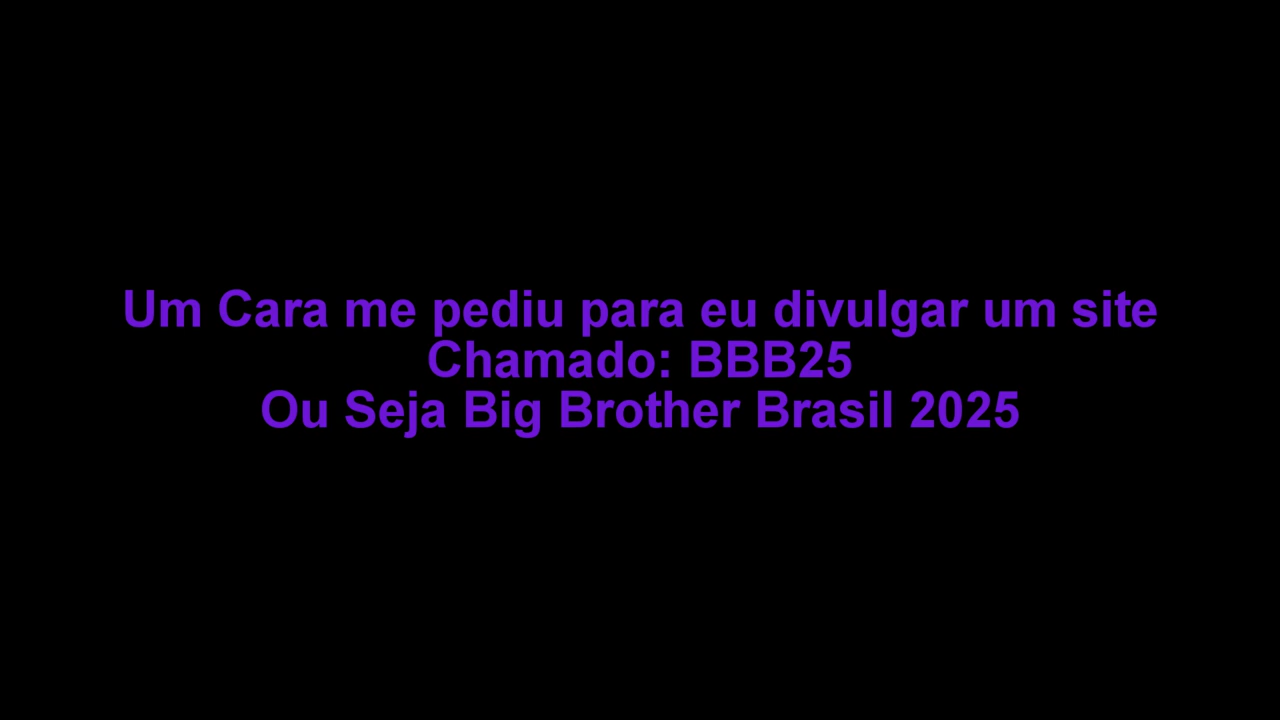 Um Cara me pediu para eu divulgar um site
Chamado: BBB25
Ou Seja Big Brother Brasil 2025